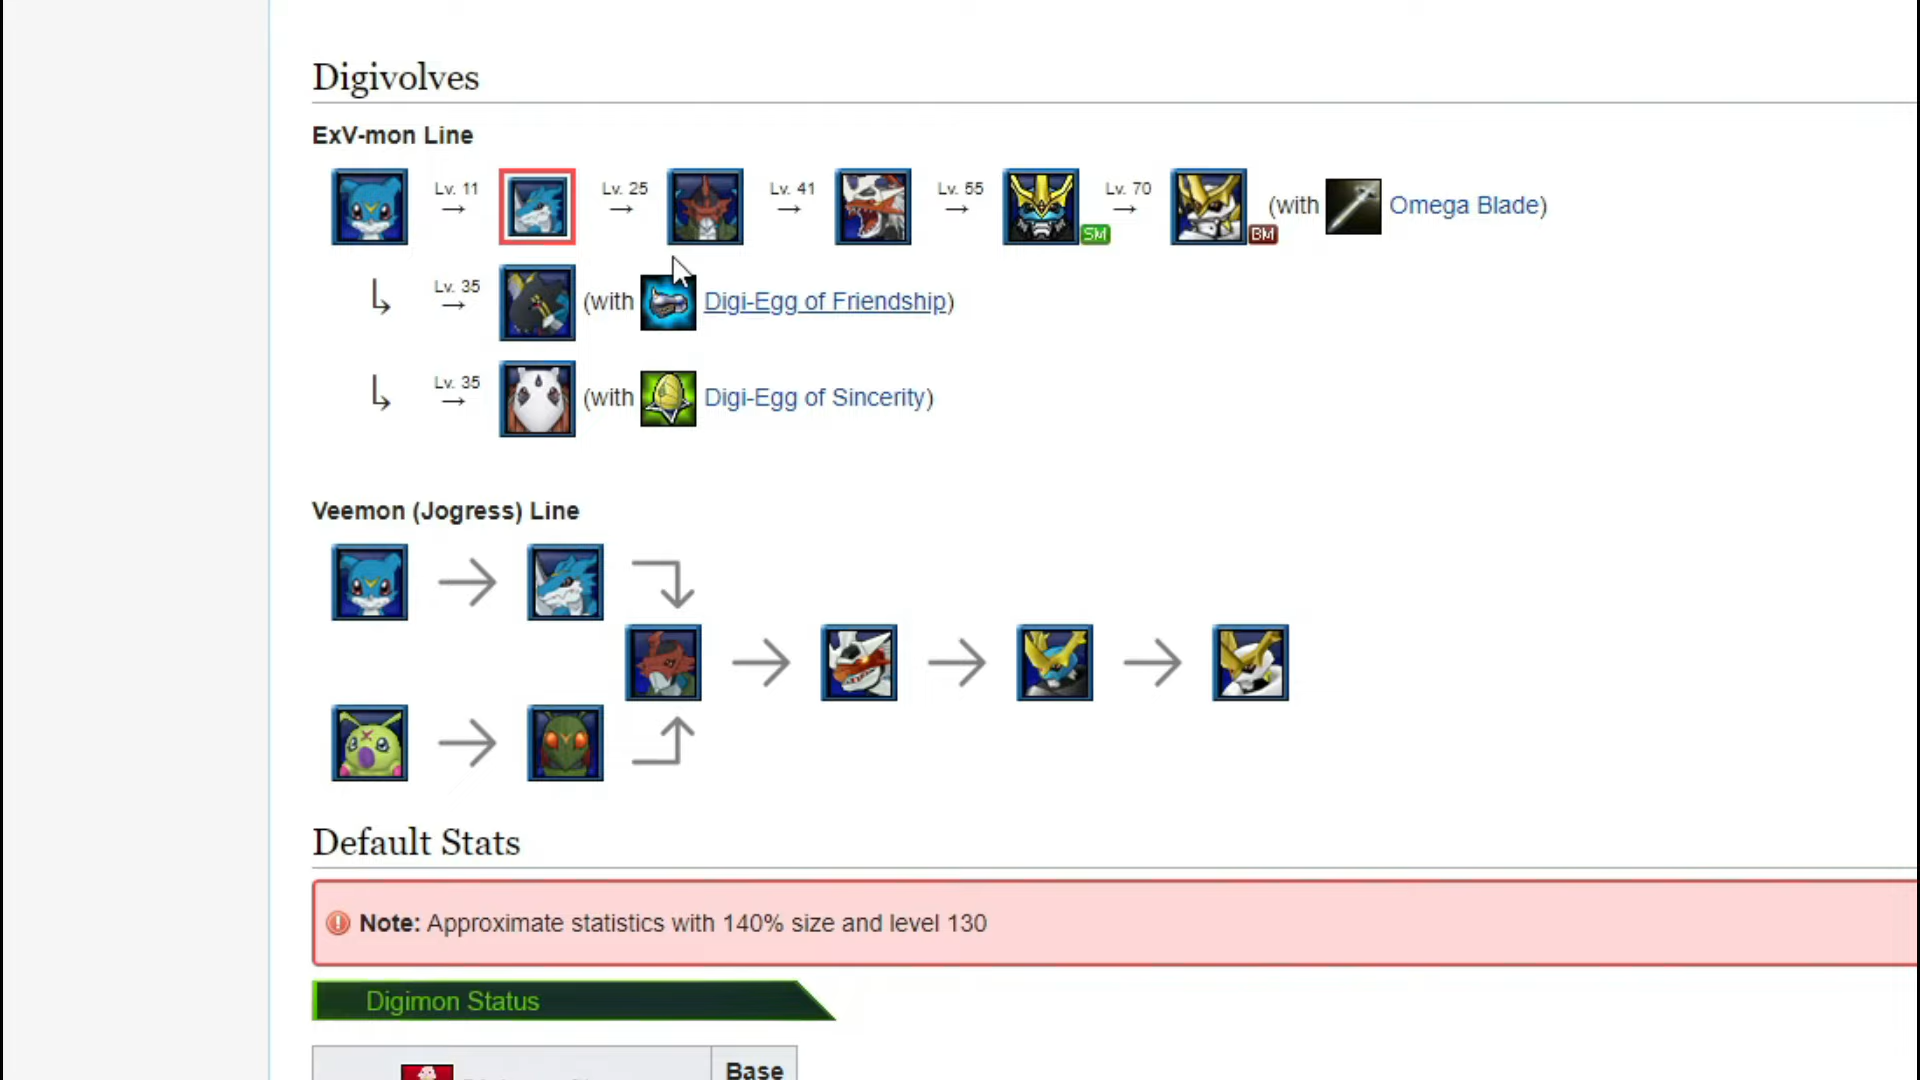 Digivolves
ExV-mon Line
Lv. 11 → Lv. 25 → Lv. 41 → Lv. 55 → SM Lv. 70 → BM (with Omega Blade)
↳ Lv. 35 → (with Digi-Egg of Friendship)
↳ Lv. 35 → (with Digi-Egg of Sincerity)
Veemon (Jogress) Line
Default Stats
Note: Approximate statistics with 140% size and level 130
Digimon Status
Base